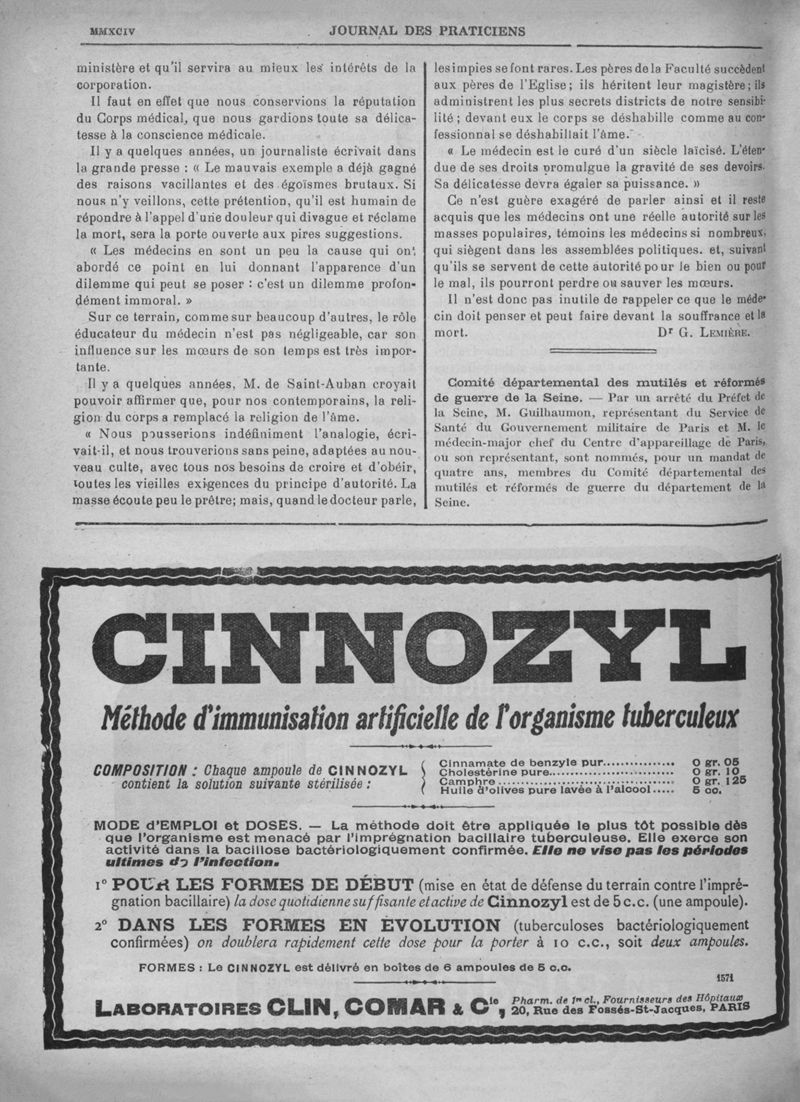 MMXCIV
JOURNAL DES PRATICIENS
ministère et qu'il servira au mieux les intérêts de la
corporation.
Il faut en effet que nous conservions la réputation
du Corps médical, que nous gardions toute sa délica-
tesse à la conscience médicale.
Il y a quelques années, un journaliste écrivait dans
la grande presse : « Le mauvais exemple a déjà gagné
des raisons vacillantes et des égoïsmes brutaux. Si
nous n'y veillons, cette prétention, qu'il est humain de
répondre à l'appel d'une douleur qui divague et réclame
la mort, sera la porte ouverte aux pires suggestions.
« Les médecins en sont un peu la cause qui ont
abordé ce point en lui donnant l'apparence d'un
dilemme qui peut se poser : c'est un dilemme profon-
dément immoral. »
Sur ce terrain, comme sur beaucoup d'autres, le rôle
éducateur du médecin n'est pas négligeable, car son
influence sur les mœurs de son temps est très impor-
tante.
Il y a quelques années, M. de Saint-Auban croyait
pouvoir affirmer que, pour nos contemporains, la reli-
gion du corps a remplacé la religion de l'âme.
« Nous pousserions indéfiniment l'analogie, écri-
vait-il, et nous trouverions sans peine, adaptées au nou-
veau culte, avec tous nos besoins de croire et d'obéir,
toutes les vieilles exigences du principe d'autorité. La
masse écoute peu le prêtre; mais, quand le docteur parle,
les impies se font rares. Les pères de la Faculté succèdent
aux pères de l'Eglise; ils héritent leur magistère; ils
administrent les plus secrets districts de notre sensibi-
lité; devant eux le corps se déshabille comme au con-
fessionnal se déshabillait l'âme.
« Le médecin est le curé d'un siècle laïcisé. L'éten-
due de ses droits promulgue la gravité de ses devoirs.
Sa délicatesse devra égaler sa puissance. »
Ce n'est guère exagéré de parler ainsi et il reste
acquis que les médecins ont une réelle autorité sur les
masses populaires, témoins les médecins si nombreux,
qui siègent dans les assemblées politiques. et, suivant
qu'ils se servent de cette autorité pour le bien ou pour
le mal, ils pourront perdre ou sauver les mœurs.
Il n'est donc pas inutile de rappeler ce que le méde-
cin doit penser et peut faire devant la souffrance et la
mort. Dr G. LEMIÈRE.
Comité départemental des mutilés et réformés
de guerre de la Seine. — Par un arrêté du Préfet de
la Seine, M. Guilhaumon, représentant du Service de
Santé du Gouvernement militaire de Paris et M. le
médecin-major chef du Centre d'appareillage de Paris,
ou son représentant, sont nommés, pour un mandat de
quatre ans, membres du Comité départemental des
mutilés et réformés de guerre du département de la
Seine.
CINNOZYL
Méthode d'immunisation artificielle de l'organisme tuberculeux
COMPOSITION : Chaque ampoule de CINNOZYL
contient la solution suivante stérilisée :
Cinnamate de benzyle pur............... 0 gr. 05
Cholestérine pure........................... 0 gr. 10
Camphre....................................... 0 gr. 125
Huile d'olives pure lavée à l'alcool..... 5 cc.
MODE d'EMPLOI et DOSES. — La méthode doit être appliquée le plus tôt possible dès
que l'organisme est menacé par l'imprégnation bacillaire tuberculeuse. Elle exerce son
activité dans la bacillose bactériologiquement confirmée. Elle ne vise pas les périodes
ultimes de l'infection.
1° POUR LES FORMES DE DÉBUT (mise en état de défense du terrain contre l'impré-
gnation bacillaire) la dose quotidienne suffisante et active de Cinnozyl est de 5 c.c. (une ampoule).
2° DANS LES FORMES EN ÉVOLUTION (tuberculoses bactériologiquement
confirmées) on doublera rapidement cette dose pour la porter à 10 c.c., soit deux ampoules.
FORMES : Le CINNOZYL est délivré en boîtes de 6 ampoules de 5 c.c.
1571
LABORATOIRES CLIN, COMAR & Cie, Pharm. de 1re cl., Fournisseurs des Hôpitaux
20, Rue des Fossés-St-Jacques, PARIS